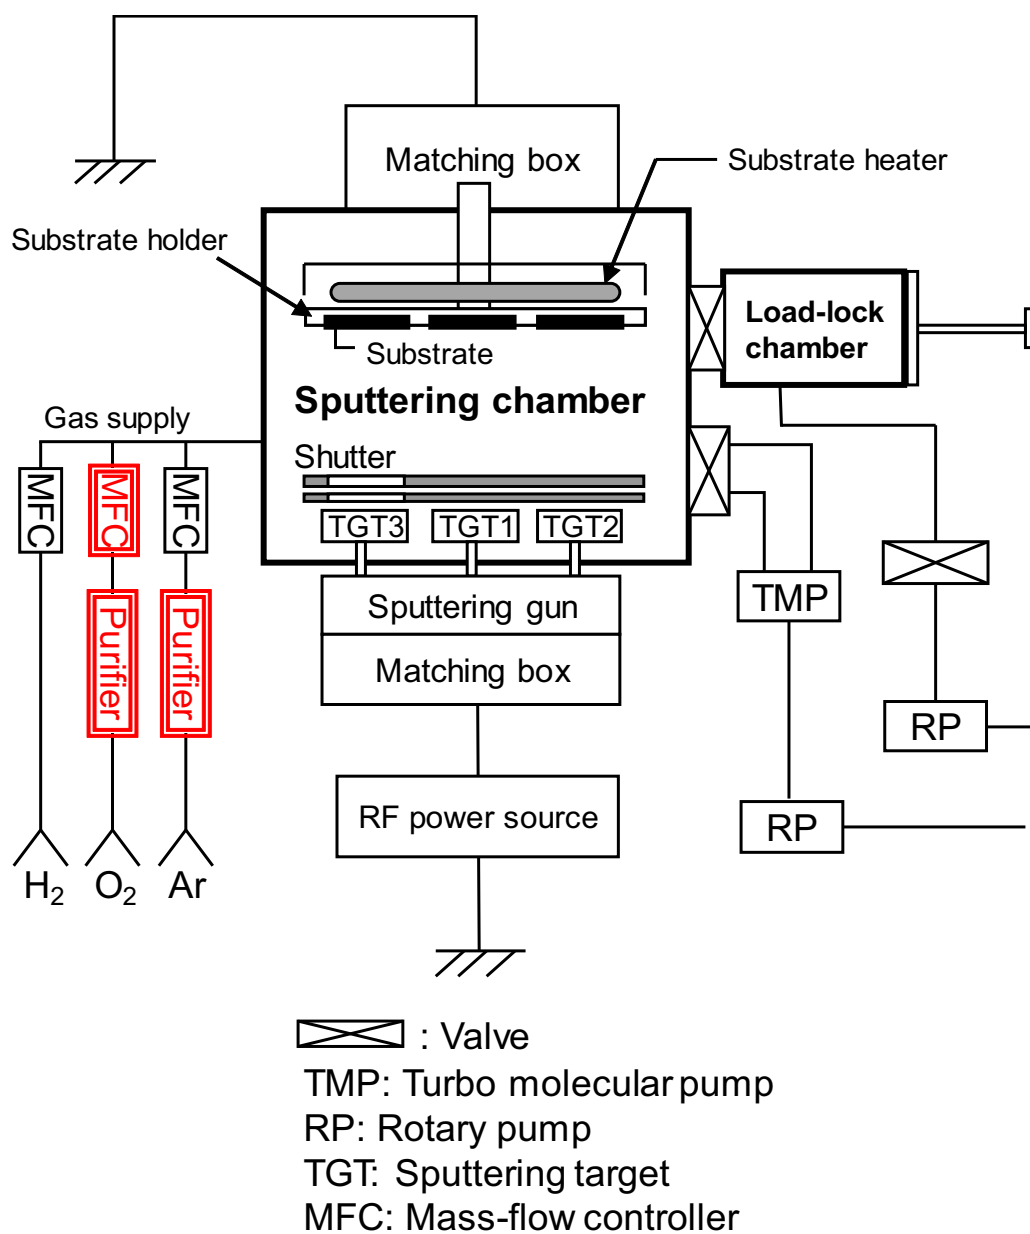 Matching box
Substrate heater
Substrate holder
Load-lock
chamber
Substrate
Sputtering chamber
Gas supply
Shutter
MFC
MFC
MFC
TGT3
TGT1
TGT2
TMP
Sputtering gun
Purifier
Purifier
Matching box
RP
RF power source
RP
H2
O2
Ar
: Valve
TMP: Turbo molecular pump
RP: Rotary pump
TGT: Sputtering target
MFC: Mass-flow controller